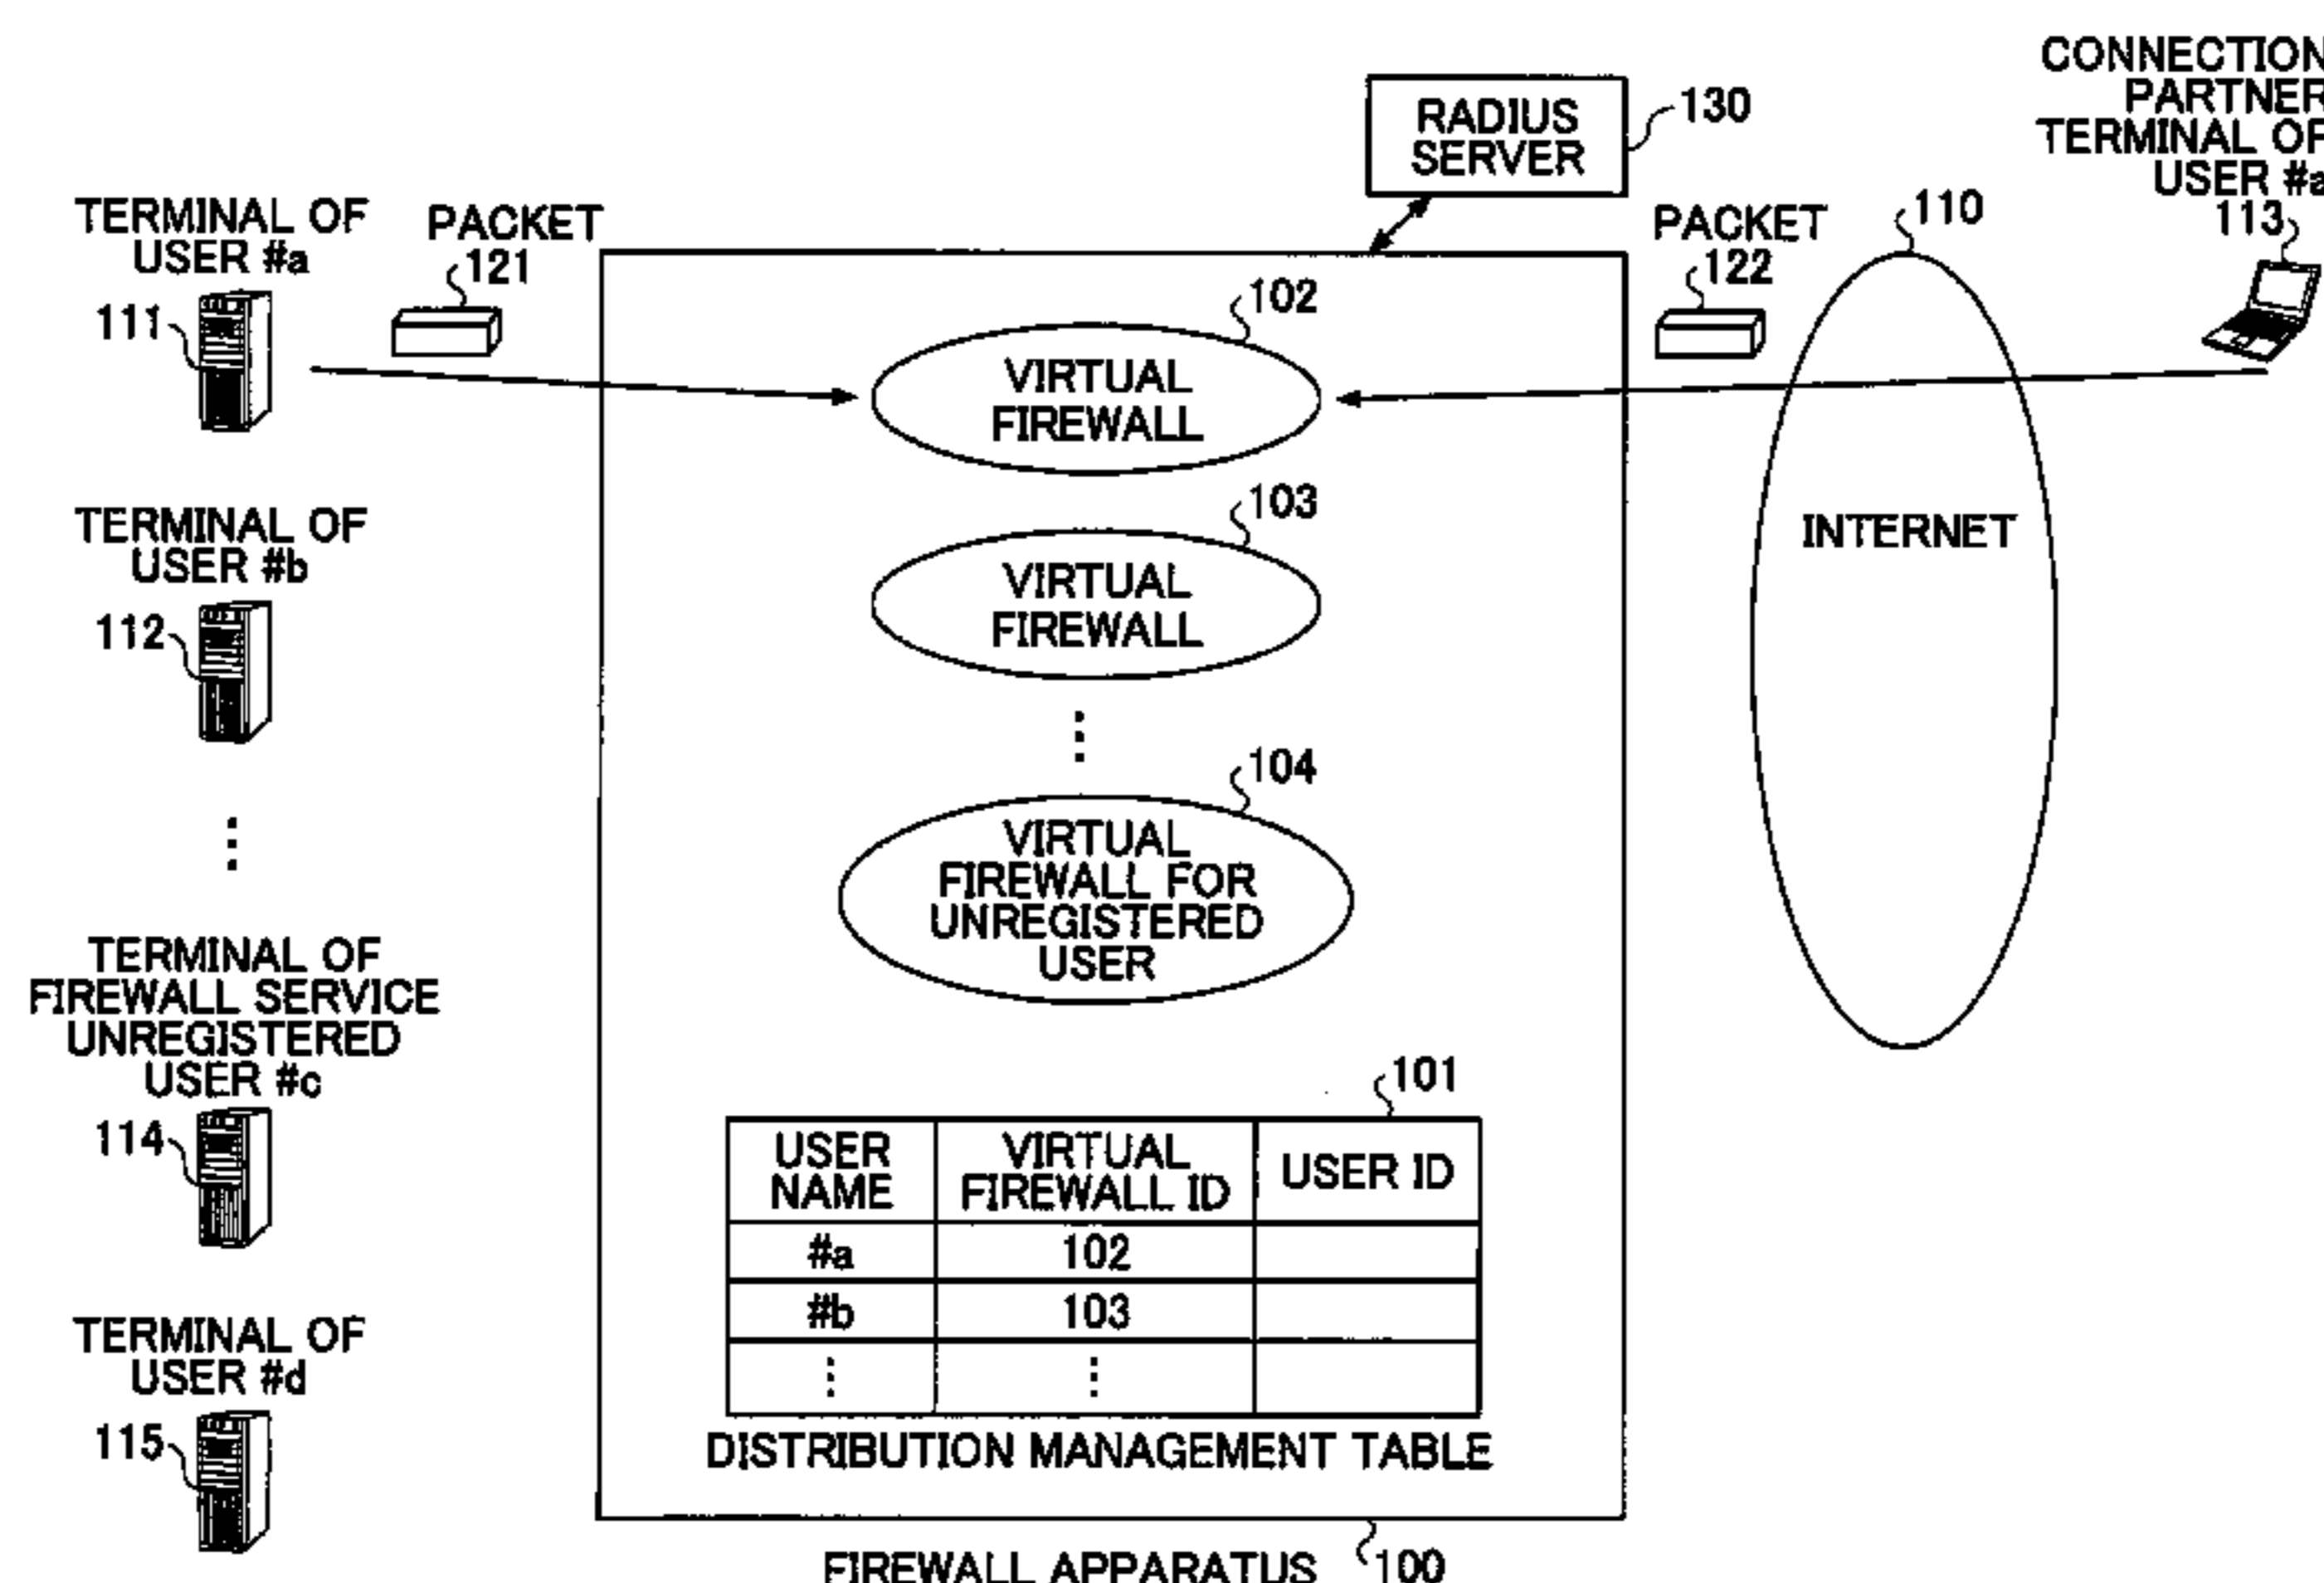 CONNECTION
PARTNER
TERMINAL OF
USER #a
113
RADIUS
SERVER
130
TERMINAL OF
USER #a
111
PACKET
121
PACKET
122
110
102
VIRTUAL
FIREWALL
TERMINAL OF
USER #b
112
103
VIRTUAL
FIREWALL
INTERNET
104
VIRTUAL
FIREWALL FOR
UNREGISTERED
USER
TERMINAL OF
FIREWALL SERVICE
UNREGISTERED
USER #c
114
101
USER NAME VIRTUAL FIREWALL ID USER ID
#a 102
#b 103
DISTRIBUTION MANAGEMENT TABLE
TERMINAL OF
USER #d
115
FIREWALL APPARATUS 100